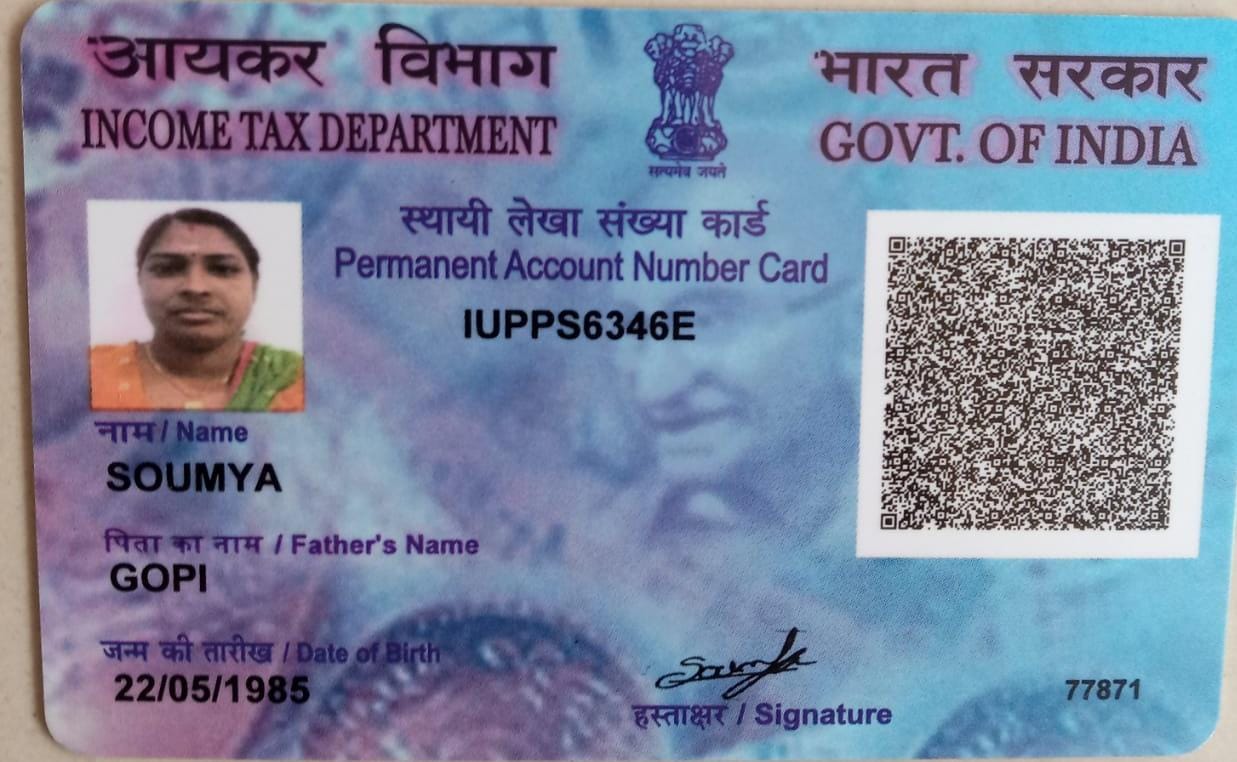 आयकर विभाग
INCOME TAX DEPARTMENT
सत्यमेव जयते
भारत सरकार
GOVT. OF INDIA
स्थायी लेखा संख्या कार्ड
Permanent Account Number Card
IUPPS6346E
नाम / Name
SOUMYA
पिता का नाम / Father's Name
GOPI
जन्म की तारीख / Date of Birth
22/05/1985
Soumya
हस्ताक्षर / Signature
77871